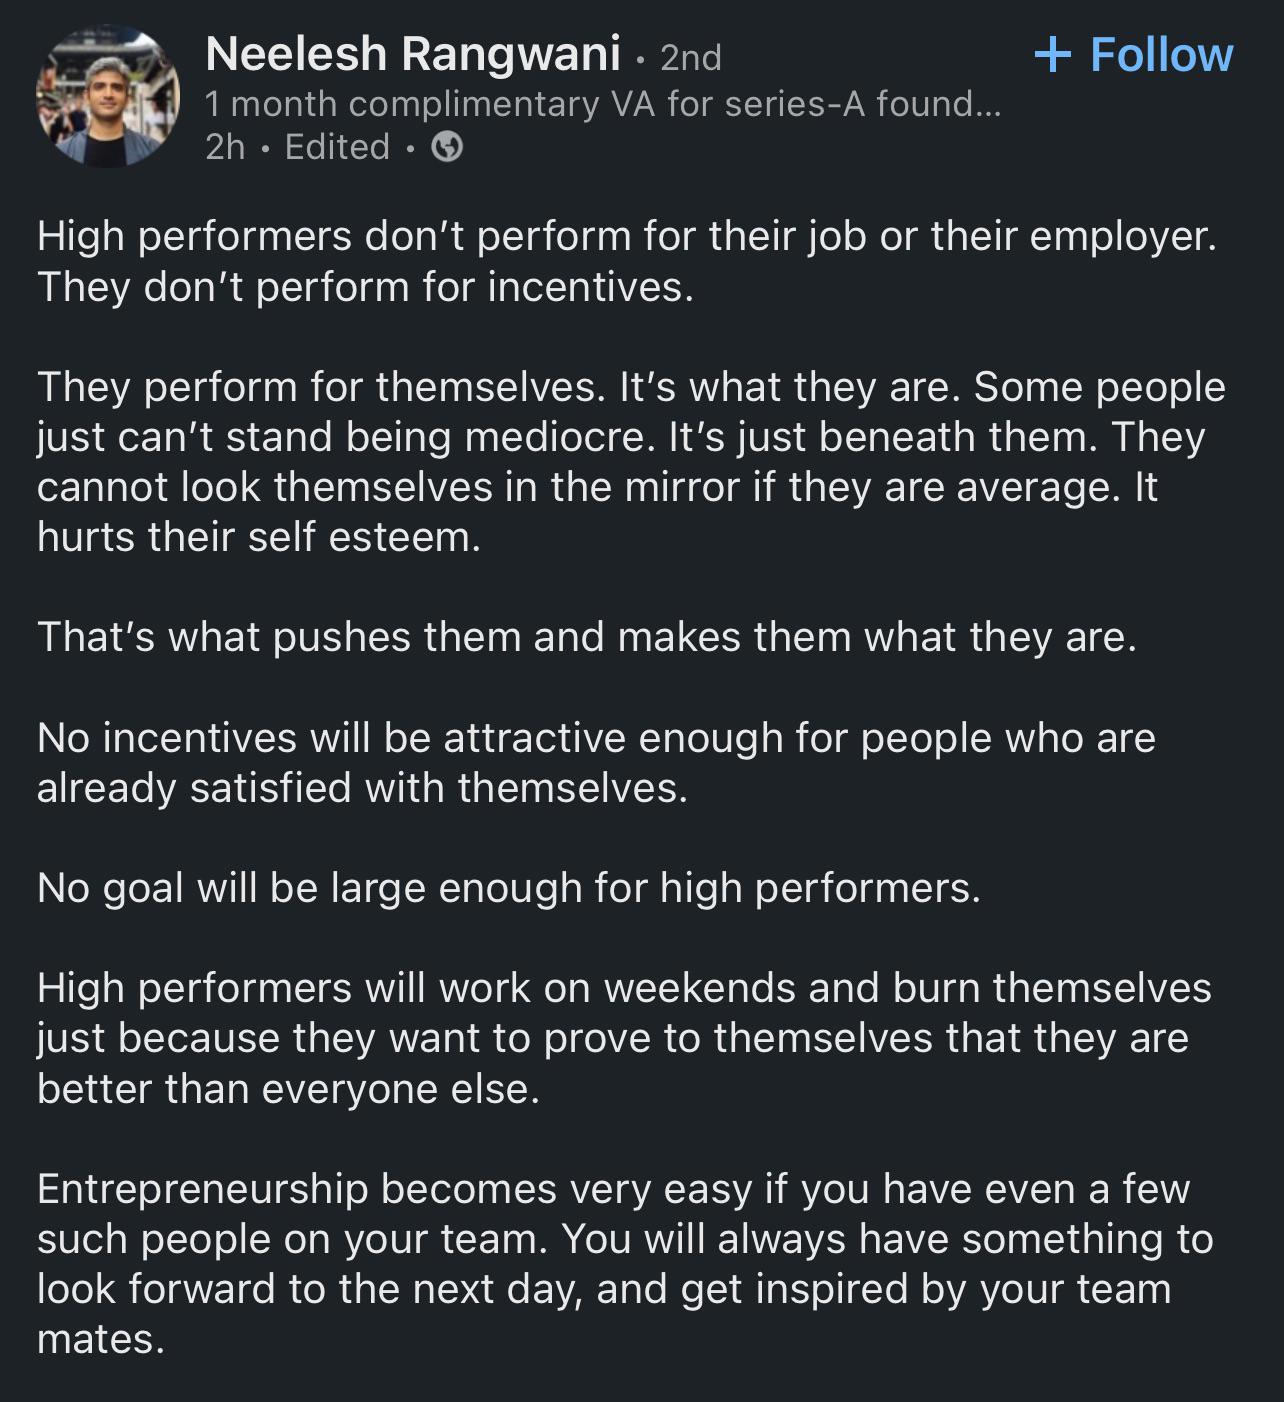 Neelesh Rangwani • 2nd
+ Follow
1 month complimentary VA for series-A found...
2h • Edited •
High performers don’t perform for their job or their employer.
They don’t perform for incentives.
They perform for themselves. It’s what they are. Some people
just can’t stand being mediocre. It’s just beneath them. They
cannot look themselves in the mirror if they are average. It
hurts their self esteem.
That’s what pushes them and makes them what they are.
No incentives will be attractive enough for people who are
already satisfied with themselves.
No goal will be large enough for high performers.
High performers will work on weekends and burn themselves
just because they want to prove to themselves that they are
better than everyone else.
Entrepreneurship becomes very easy if you have even a few
such people on your team. You will always have something to
look forward to the next day, and get inspired by your team
mates.